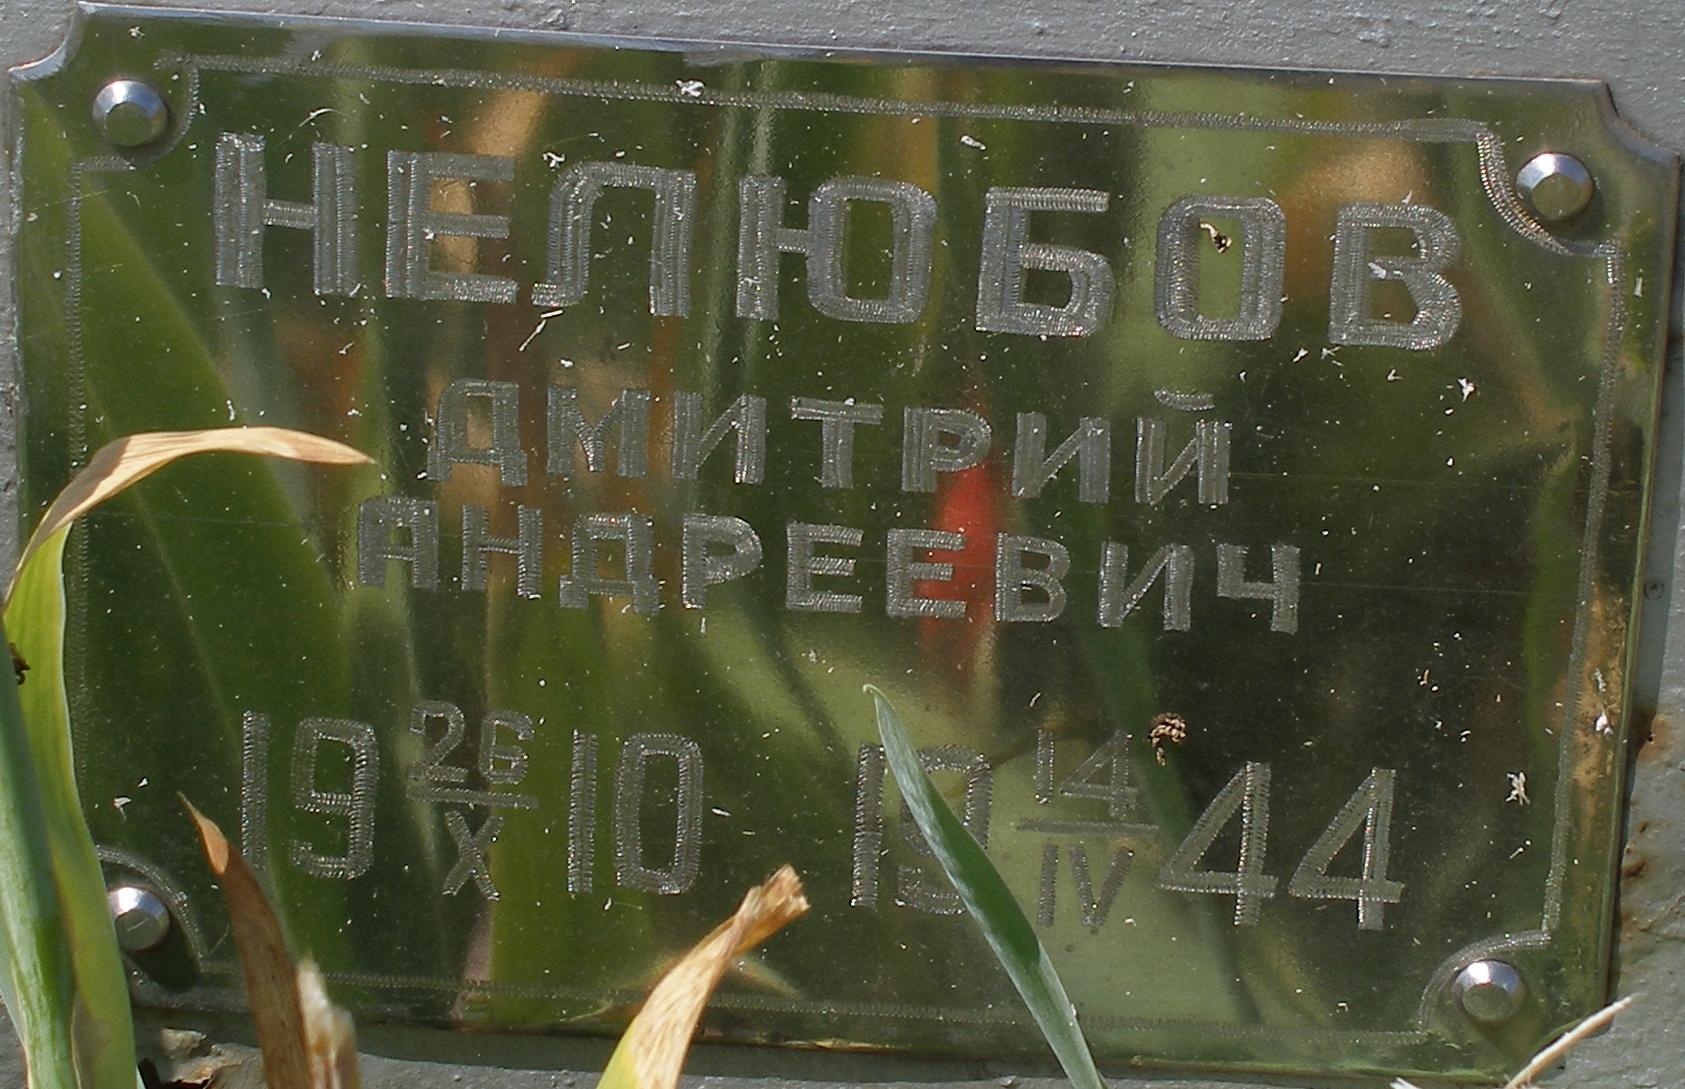 НЕЛЮБОВ
ДМИТРИЙ
АНДРЕЕВИЧ
19 26/X 10 19 14/IV 44